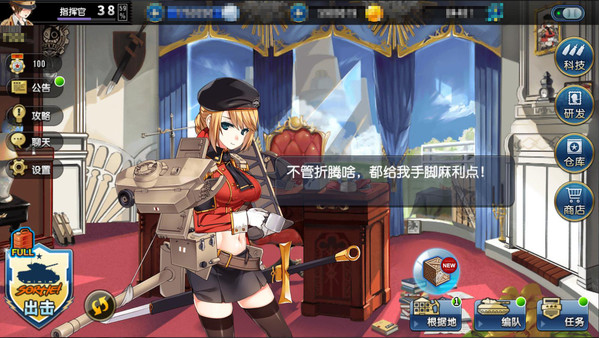 指挥官 38 59%
100
公告
攻略
聊天
设置
科技
研发
仓库
商店
不管折腾啥，都给我手脚麻利点！
FULL
SORTIE!
出击
NEW
根据地 1
编队
任务